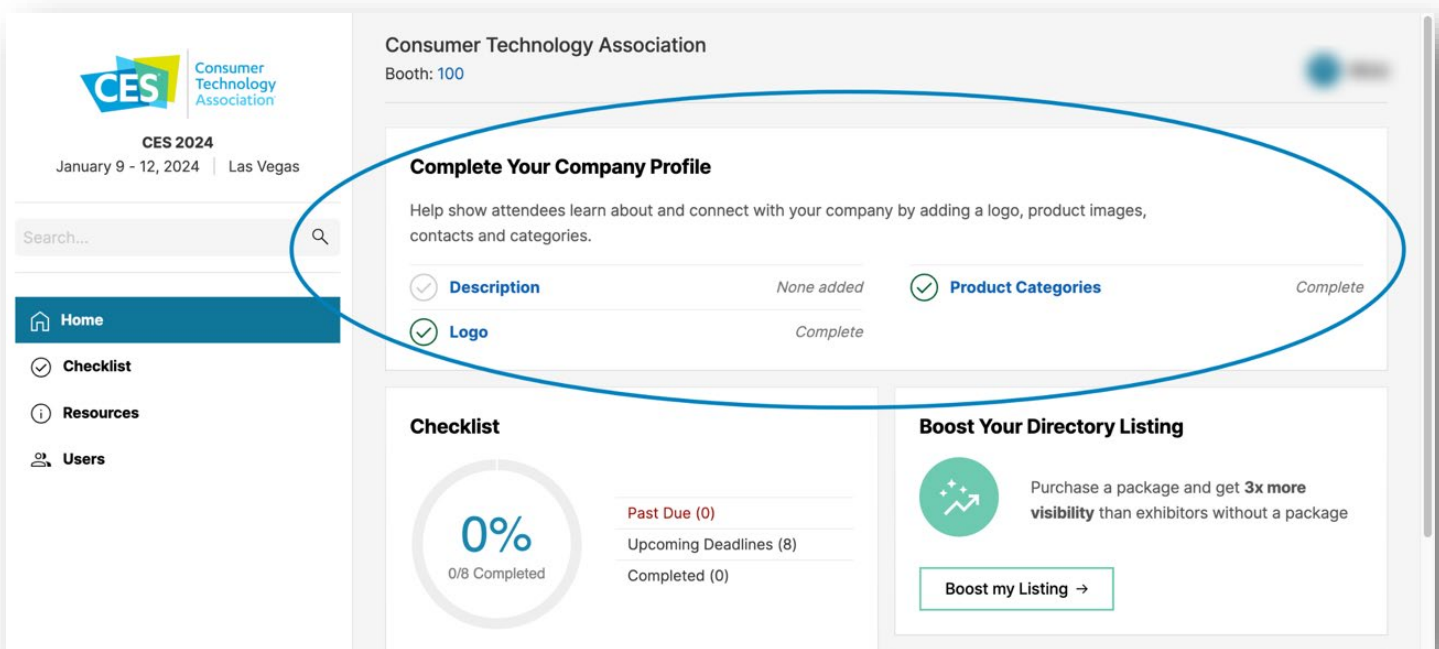 CES
Consumer
Technology
Association
CES 2024
January 9 - 12, 2024 | Las Vegas
Search...
Home
Checklist
Resources
Users
Consumer Technology Association
Booth: 100
Complete Your Company Profile
Help show attendees learn about and connect with your company by adding a logo, product images,
contacts and categories.
Description None added
Product Categories Complete
Logo Complete
Checklist
0%
0/8 Completed
Past Due (0)
Upcoming Deadlines (8)
Completed (0)
Boost Your Directory Listing
Purchase a package and get 3x more
visibility than exhibitors without a package
Boost my Listing →